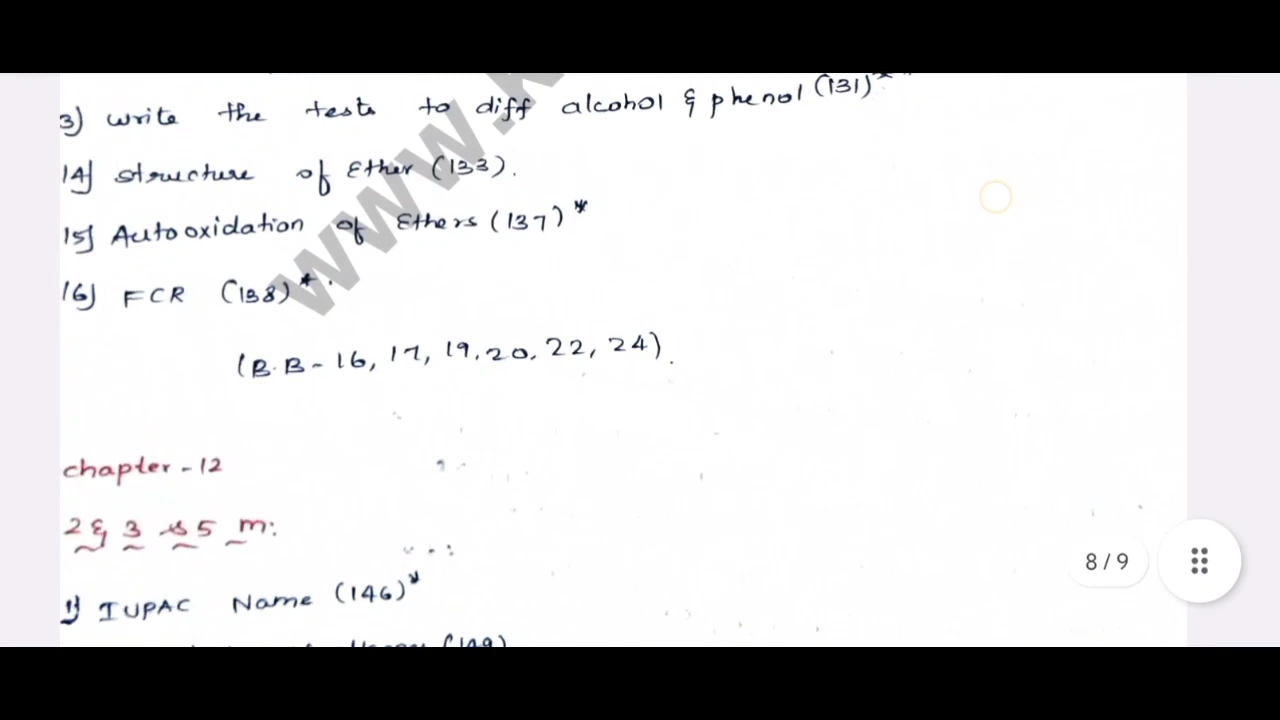 3) write the tests to diff alcohol & phenol (131)*
14) structure of Ether (133).
15) Autooxidation of Ethers (137)*
16) FCR (138)*.
(B.B - 16, 17, 19, 20, 22, 24).
chapter - 12
2 & 3 & 5 m:
8/9
1) IUPAC Name (146)*
(149)
www.k